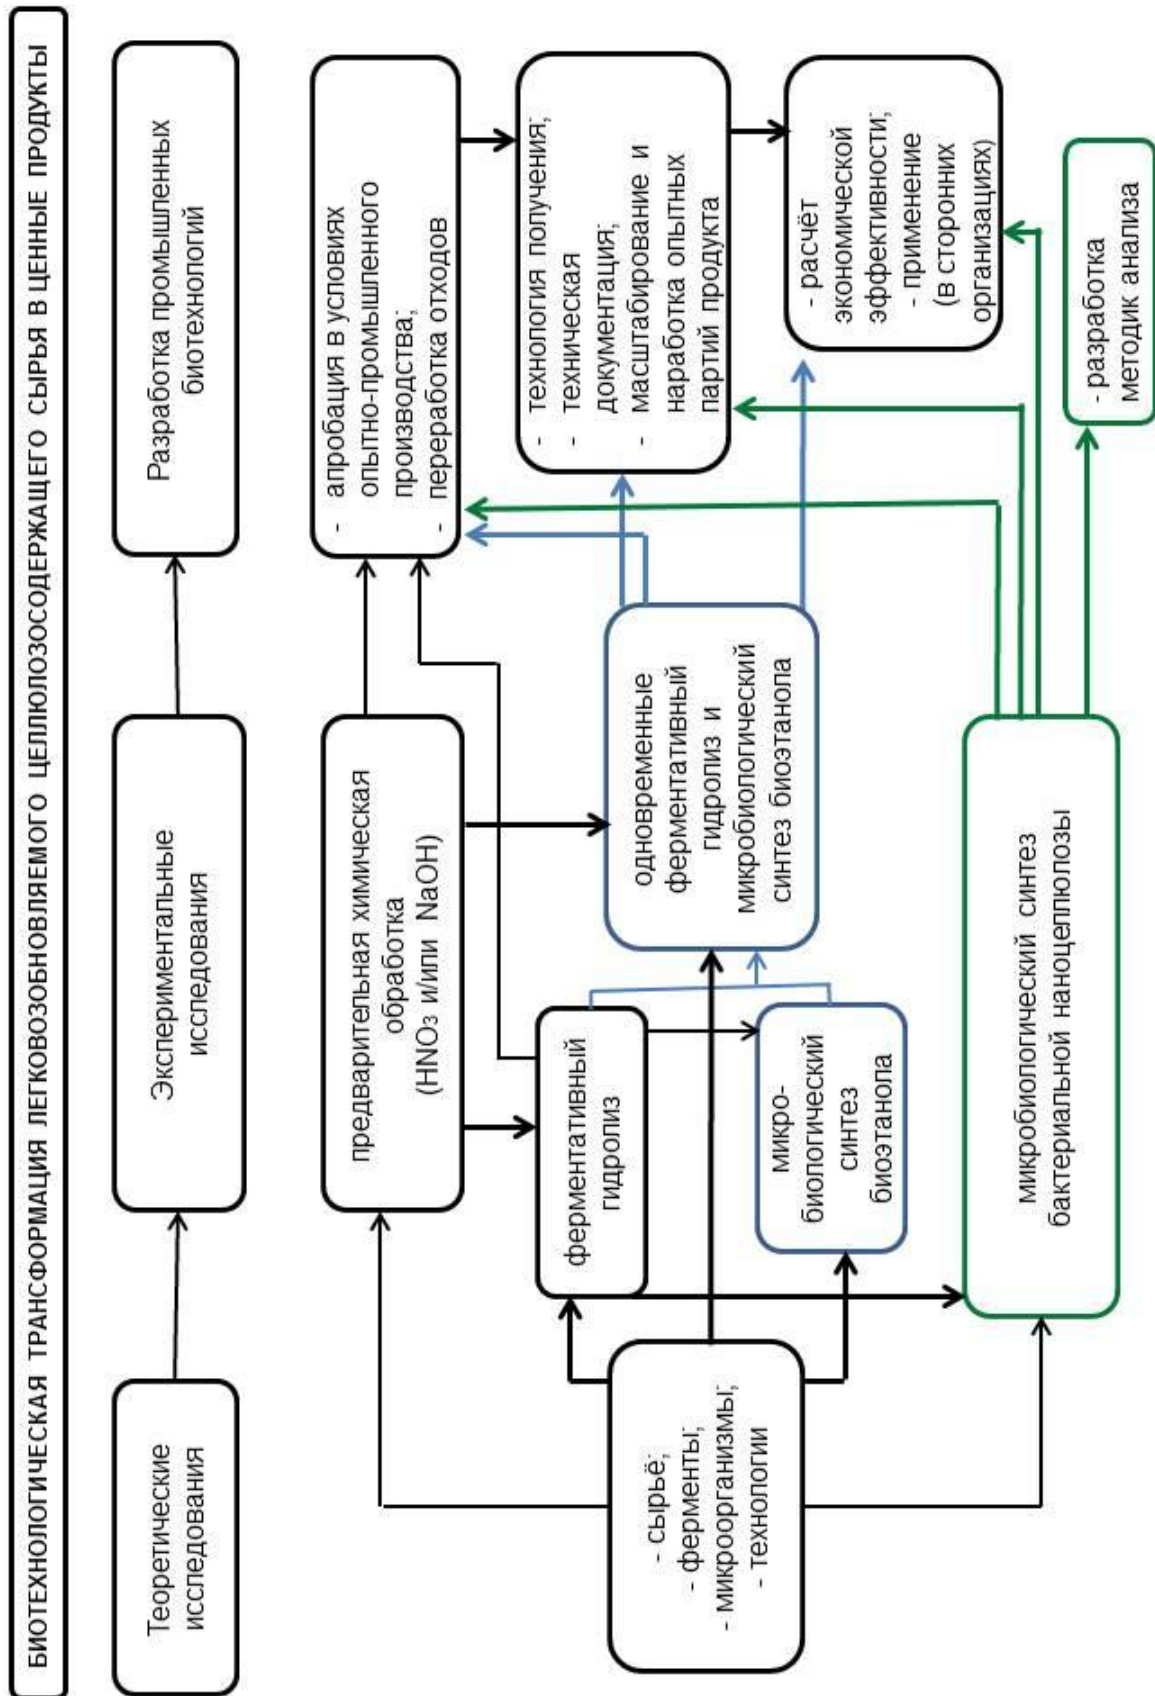 БИОТЕХНОЛОГИЧЕСКАЯ ТРАНСФОРМАЦИЯ ЛЕГКОВОЗОБНОВЛЯЕМОГО ЦЕЛЛЮЛОЗОСОДЕРЖАЩЕГО СЫРЬЯ В ЦЕННЫЕ ПРОДУКТЫ
Теоретические
исследования
Экспериментальные
исследования
Разработка промышленных
биотехнологий
- сырьё;
- ферменты;
- микроорганизмы;
- технологии
предварительная химическая
обработка
(HNO₃ и/или NaOH)
ферментативный
гидролиз
микро-
биологический
синтез
биоэтанола
одновременные
ферментативный
гидролиз и
микробиологический
синтез биоэтанола
микробиологический синтез
бактериальной наноцеллюлозы
- апробация в условиях
опытно-промышленного
производства;
- переработка отходов
- технология получения;
- техническая
документация;
- масштабирование и
наработка опытных
партий продукта
- расчёт
экономической
эффективности;
- применение
(в сторонних
организациях)
- разработка
методик анализа